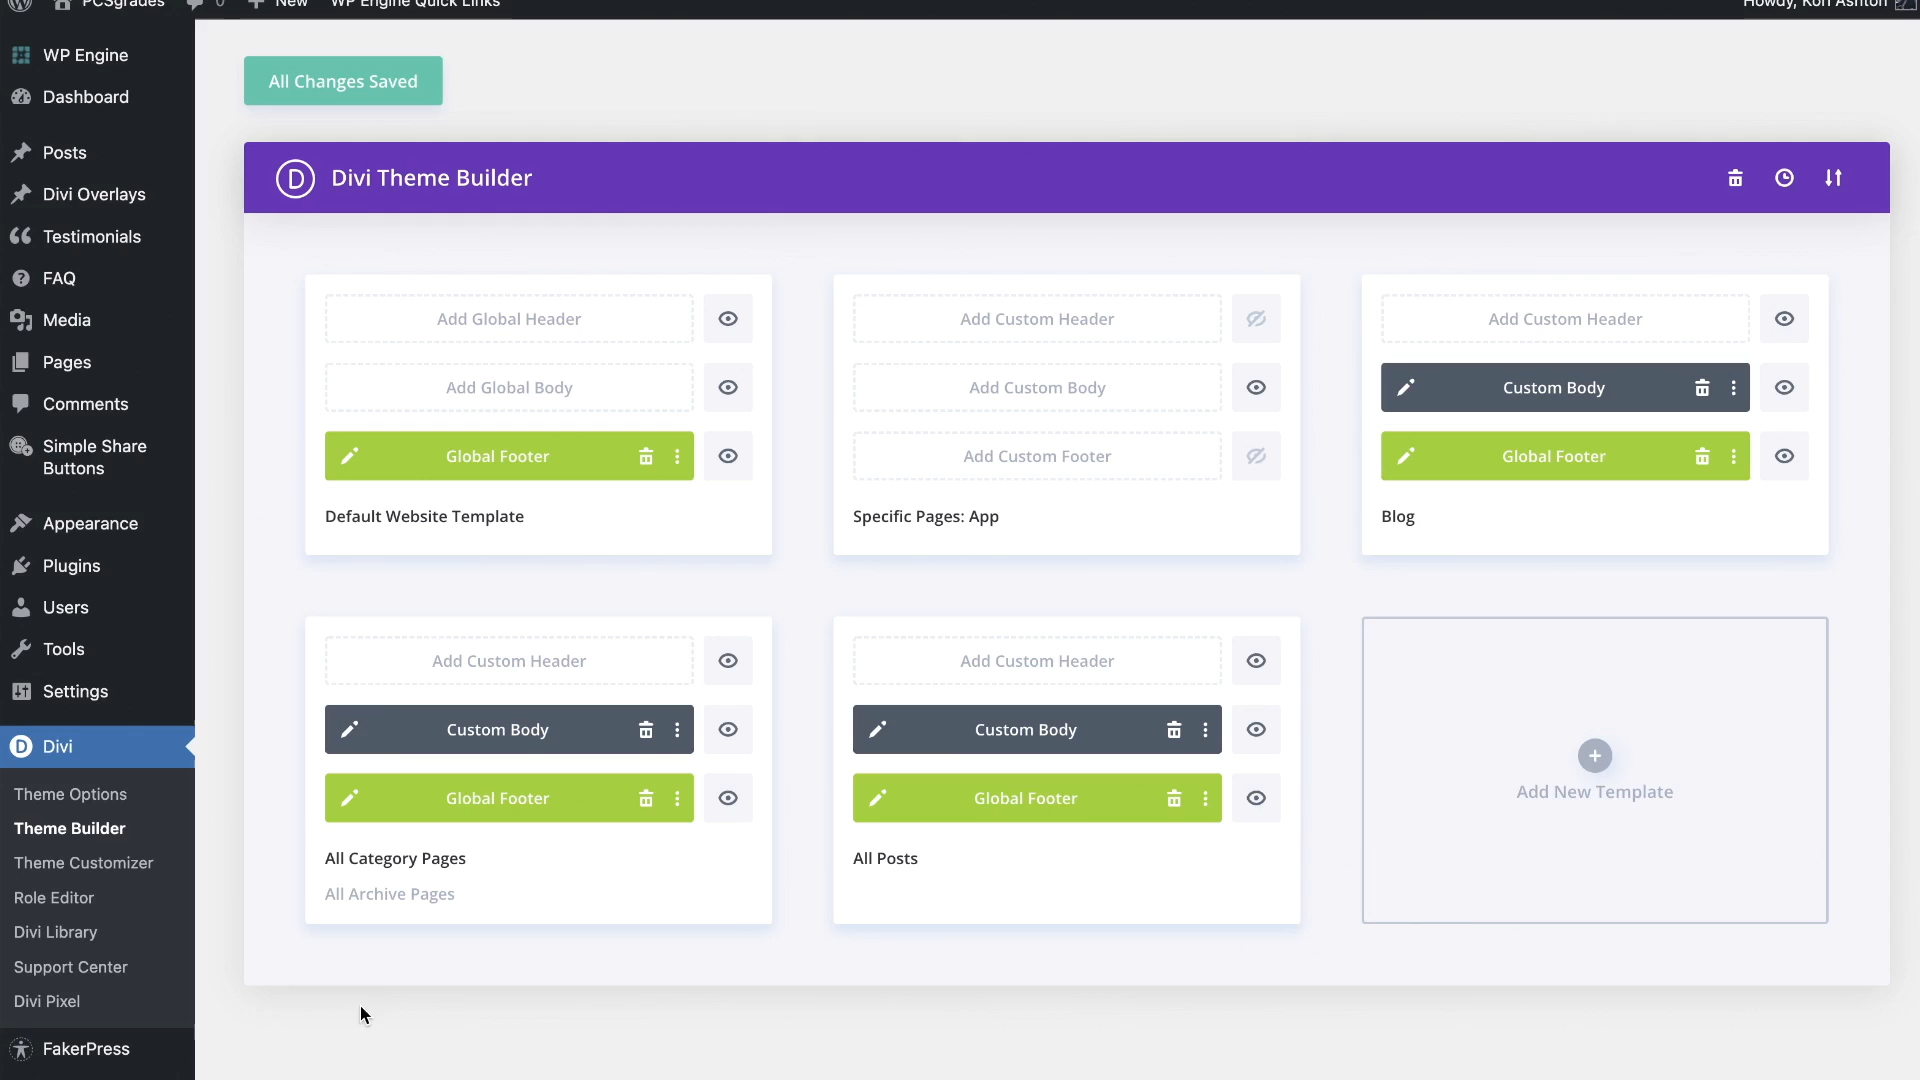 PCSgrades 0 New WP Engine Quick Links Howdy, Kori Ashton
WP Engine
Dashboard
Posts
Divi Overlays
Testimonials
FAQ
Media
Pages
Comments
Simple Share
Buttons
Appearance
Plugins
Users
Tools
Settings
Divi
Theme Options
Theme Builder
Theme Customizer
Role Editor
Divi Library
Support Center
Divi Pixel
FakerPress
All Changes Saved
D Divi Theme Builder
Add Global Header
Add Global Body
Global Footer
Default Website Template
Add Custom Header
Add Custom Body
Add Custom Footer
Specific Pages: App
Add Custom Header
Custom Body
Global Footer
Blog
Add Custom Header
Custom Body
Global Footer
All Category Pages
All Archive Pages
Add Custom Header
Custom Body
Global Footer
All Posts
Add New Template